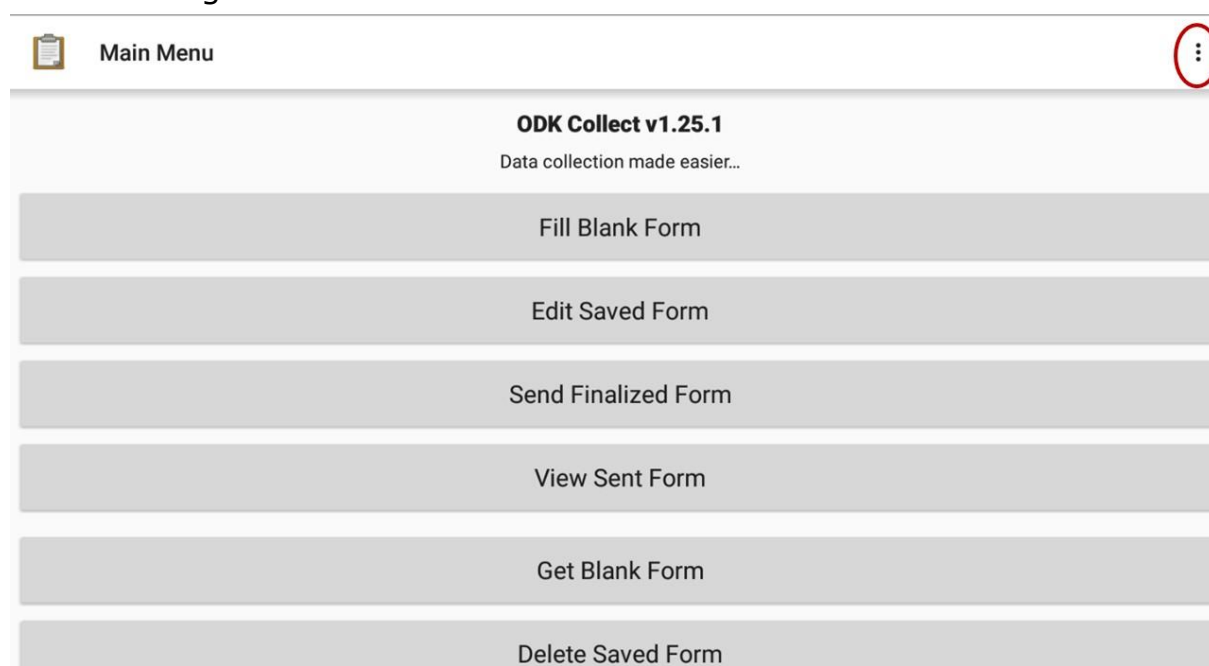 Main Menu
ODK Collect v1.25.1
Data collection made easier...
Fill Blank Form
Edit Saved Form
Send Finalized Form
View Sent Form
Get Blank Form
Delete Saved Form